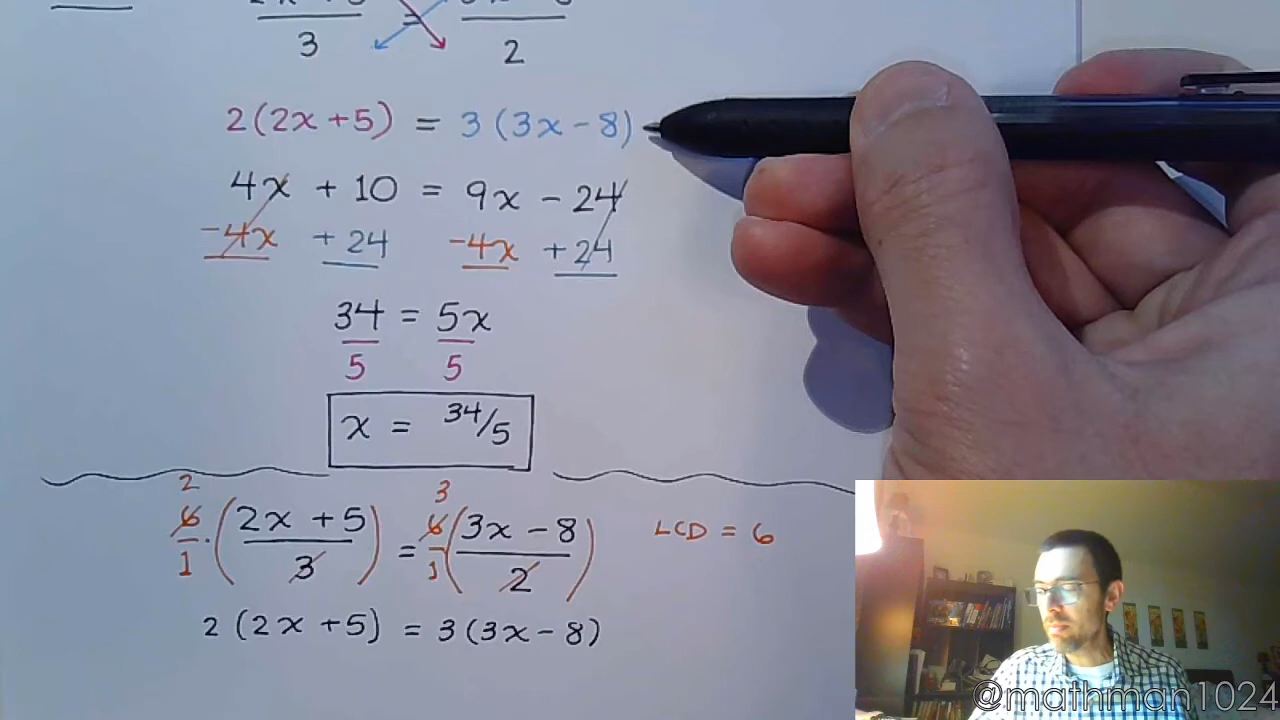 3 = 2
2(2x+5) = 3(3x-8)
4x + 10 = 9x - 24
-4x + 24 -4x +24
34 = 5x
5 5
x = 34/5
2 3
6/1 · (2x+5/3) = 6/1 (3x-8/2) LCD = 6
2(2x+5) = 3(3x-8)
@mathman1024